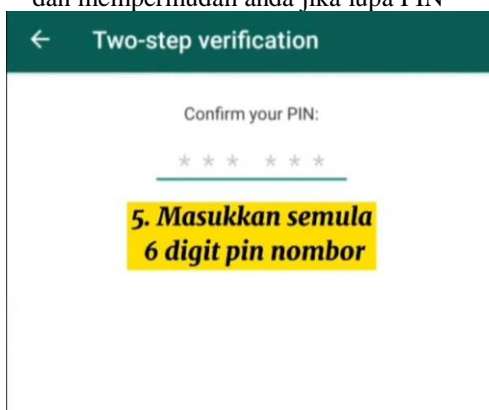 dan mempermudah anda jika lupa PIN
← Two-step verification
Confirm your PIN:
* * * * * *
5. Masukkan semula
6 digit pin nombor